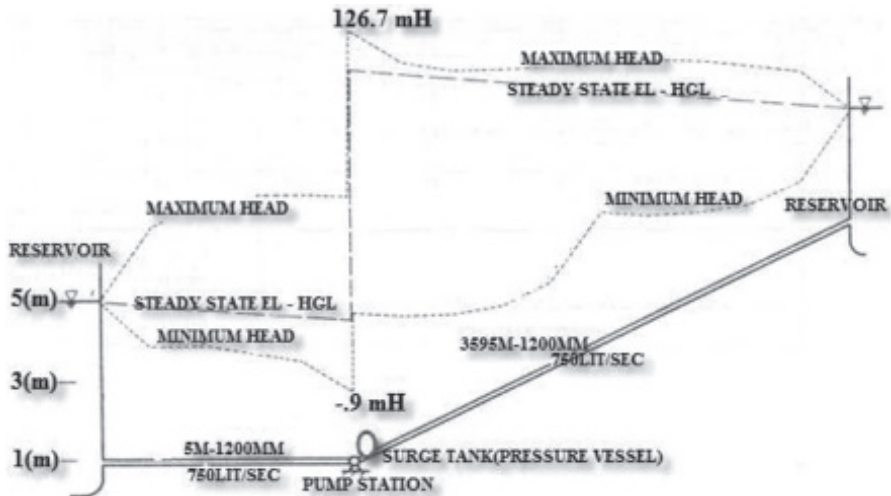 126.7 mH
MAXIMUM HEAD
STEADY STATE EL - HGL
MAXIMUM HEAD
MINIMUM HEAD
RESERVOIR
RESERVOIR
5(m)
STEADY STATE EL - HGL
MINIMUM HEAD
3595M-1200MM
750LIT/SEC
3(m)
-.9 mH
5M-1200MM
1(m)
SURGE TANK(PRESSURE VESSEL)
750LIT/SEC
PUMP STATION